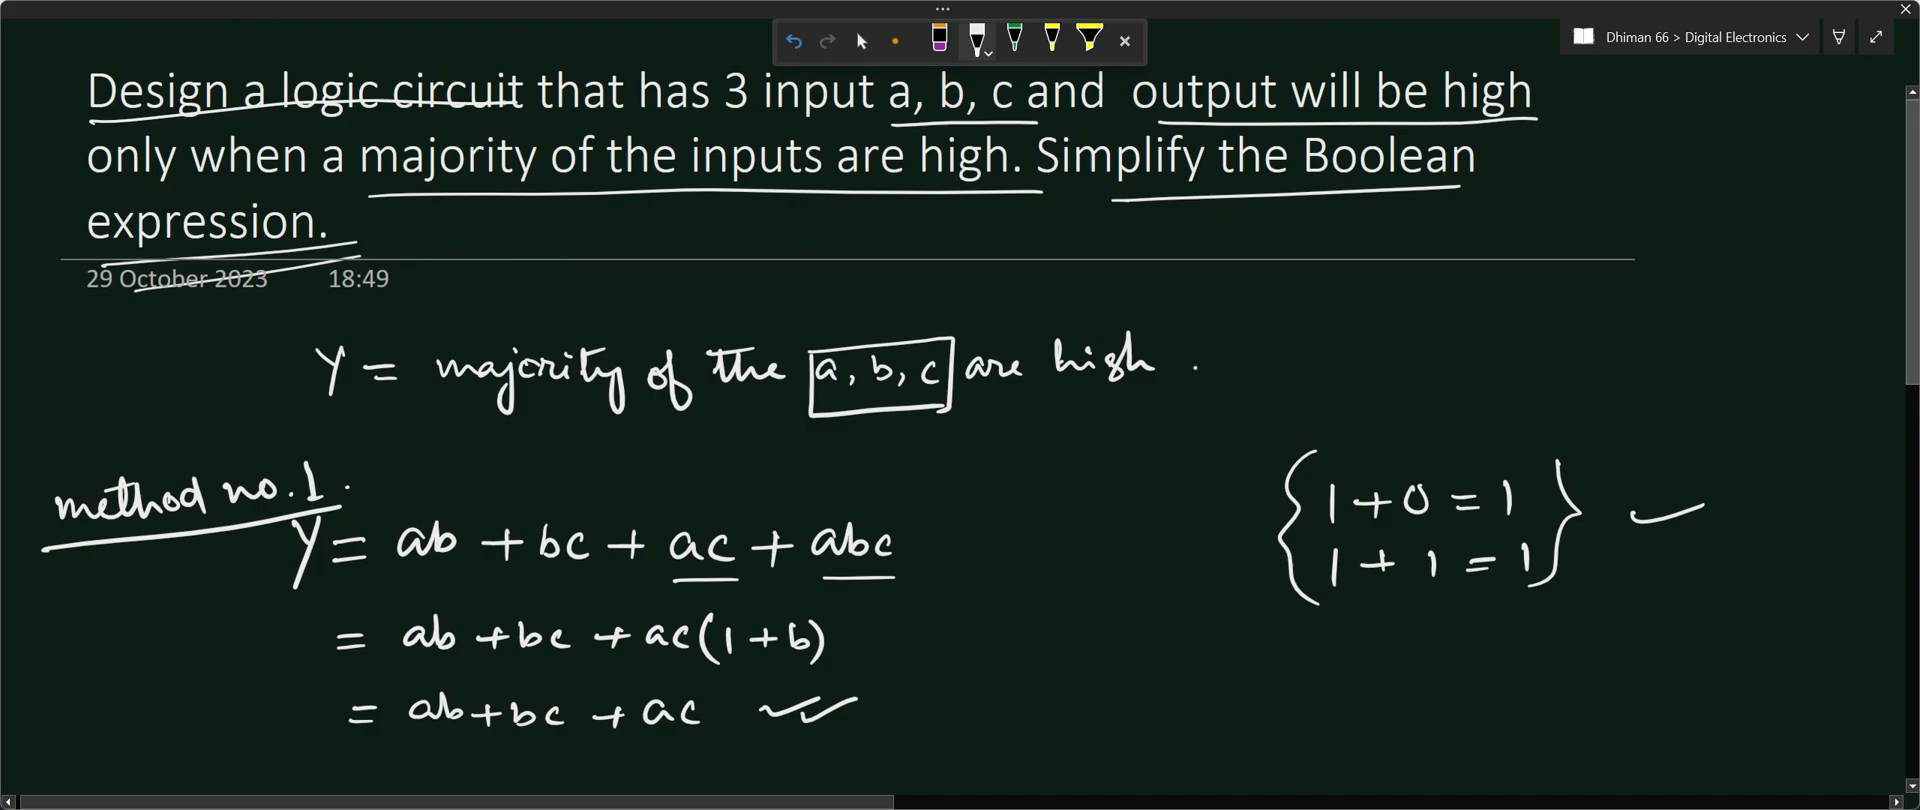 Dhiman 66 > Digital Electronics
Design a logic circuit that has 3 input a, b, c and output will be high
only when a majority of the inputs are high. Simplify the Boolean
expression.
29 October 2023 18:49
Y = majority of the a, b, c are high .
method no. 1.
Y = ab + bc + ac + abc
= ab + bc + ac(1 + b)
= ab + bc + ac
{ 1 + 0 = 1
1 + 1 = 1 }